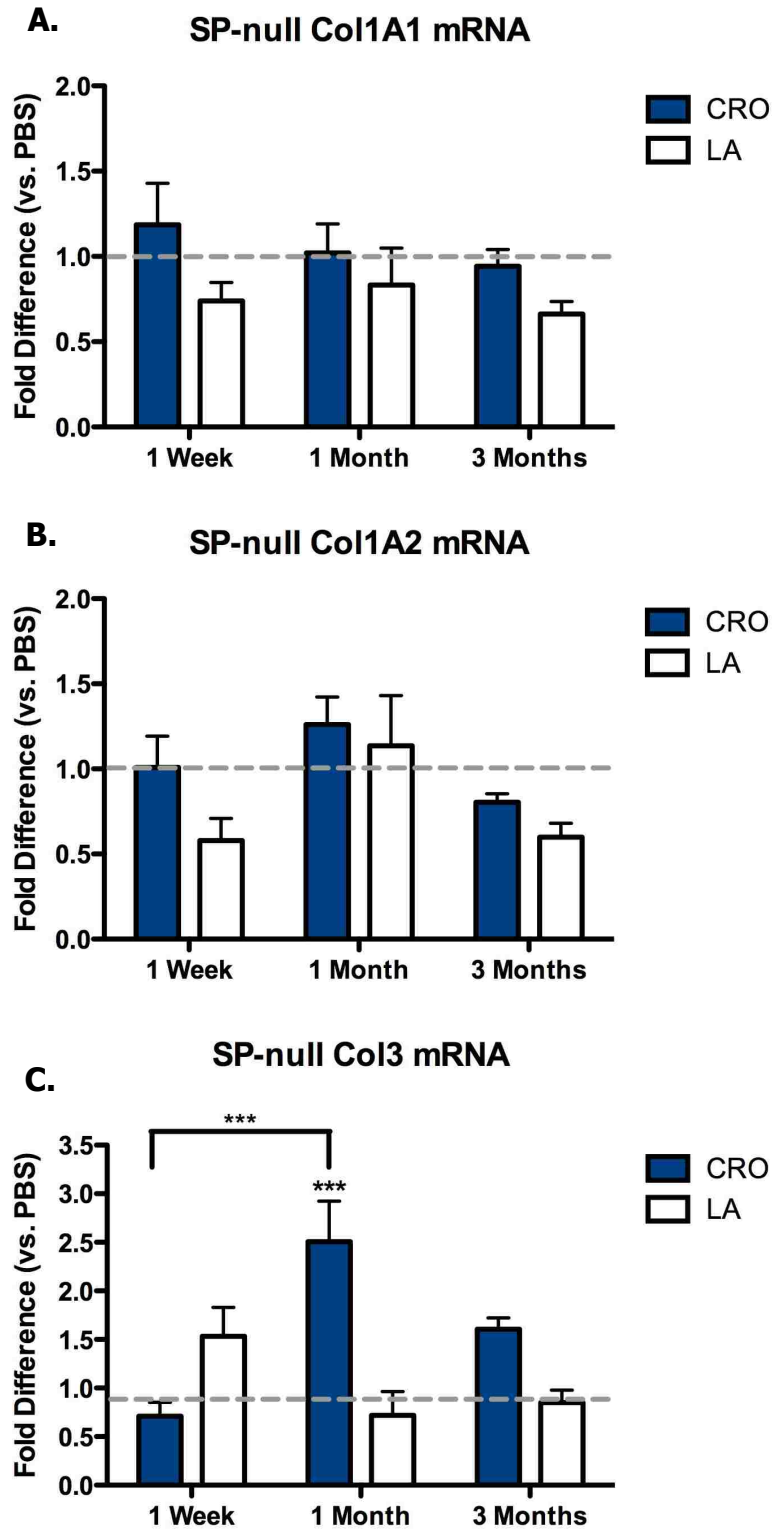 A.
SP-null Col1A1 mRNA
Fold Difference (vs. PBS)
2.0
1.5
1.0
0.5
0.0
1 Week
1 Month
3 Months
CRO
LA
B.
SP-null Col1A2 mRNA
Fold Difference (vs. PBS)
2.0
1.5
1.0
0.5
0.0
1 Week
1 Month
3 Months
CRO
LA
C.
SP-null Col3 mRNA
Fold Difference (vs. PBS)
3.5
3.0
2.5
2.0
1.5
1.0
0.5
0.0
***
***
1 Week
1 Month
3 Months
CRO
LA